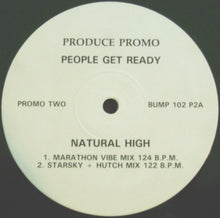 PRODUCE PROMO
PEOPLE GET READY
PROMO TWO
BUMP 102 P2A
NATURAL HIGH
1. MARATHON VIBE MIX 124 B.P.M.
2. STARSKY + HUTCH MIX 122 B.P.M.